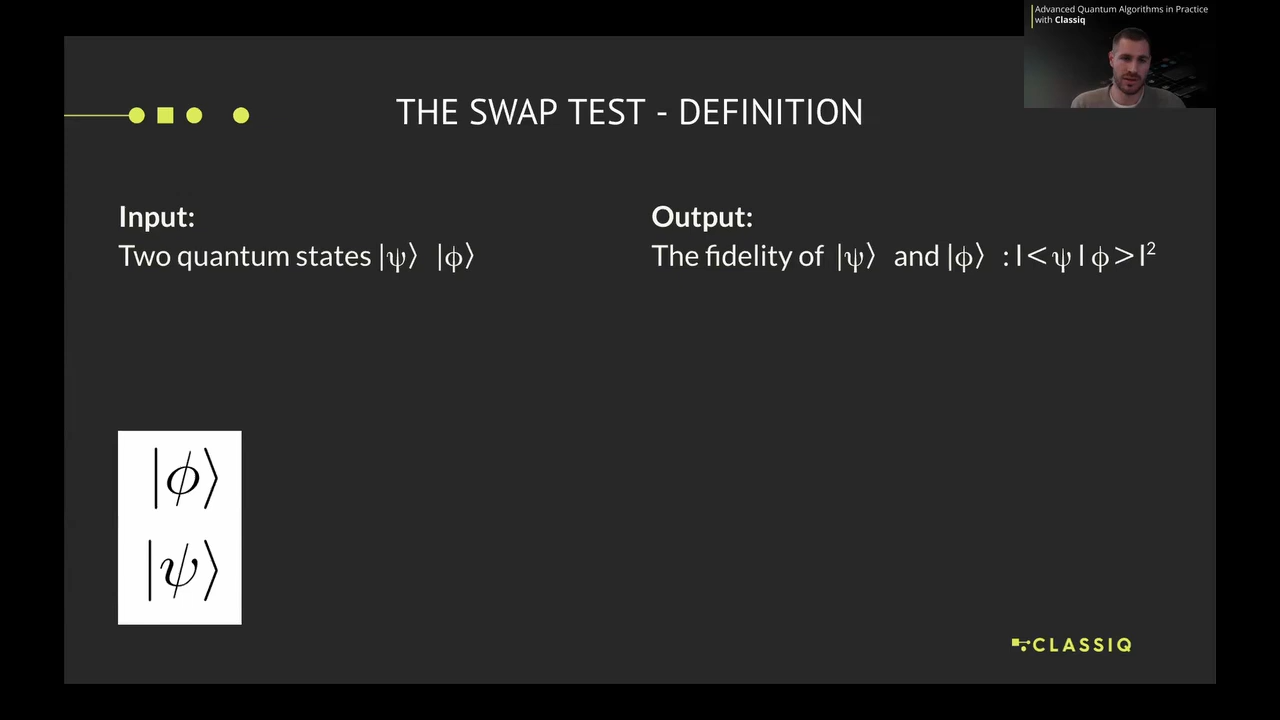 Advanced Quantum Algorithms in Practice
with Classiq
THE SWAP TEST - DEFINITION
Input:
Two quantum states |ψ⟩ |ϕ⟩
Output:
The fidelity of |ψ⟩ and |ϕ⟩ : |<ψ|ϕ>|²
|ϕ⟩
|ψ⟩
CLASSIQ